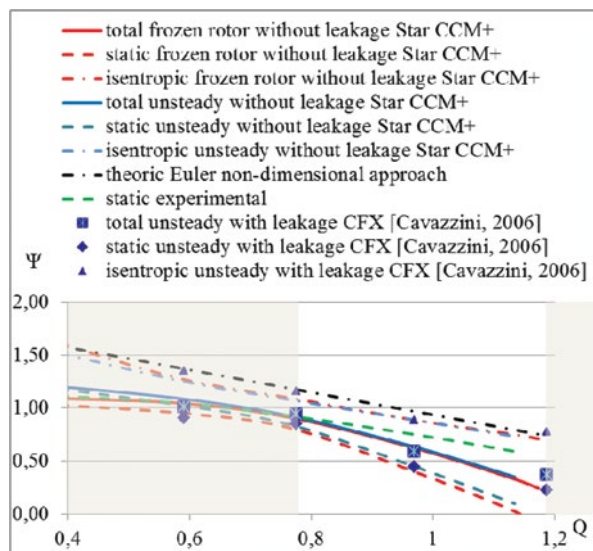 total frozen rotor without leakage Star CCM+
static frozen rotor without leakage Star CCM+
isentropic frozen rotor without leakage Star CCM+
total unsteady without leakage Star CCM+
static unsteady without leakage Star CCM+
isentropic unsteady without leakage Star CCM+
theoric Euler non-dimensional approach
static experimental
total unsteady with leakage CFX [Cavazzini, 2006]
static unsteady with leakage CFX [Cavazzini, 2006]
isentropic unsteady with leakage CFX [Cavazzini, 2006]
Ψ
2,00
1,50
1,00
0,50
0,00
0,4 0,6 0,8 1 1,2 Q